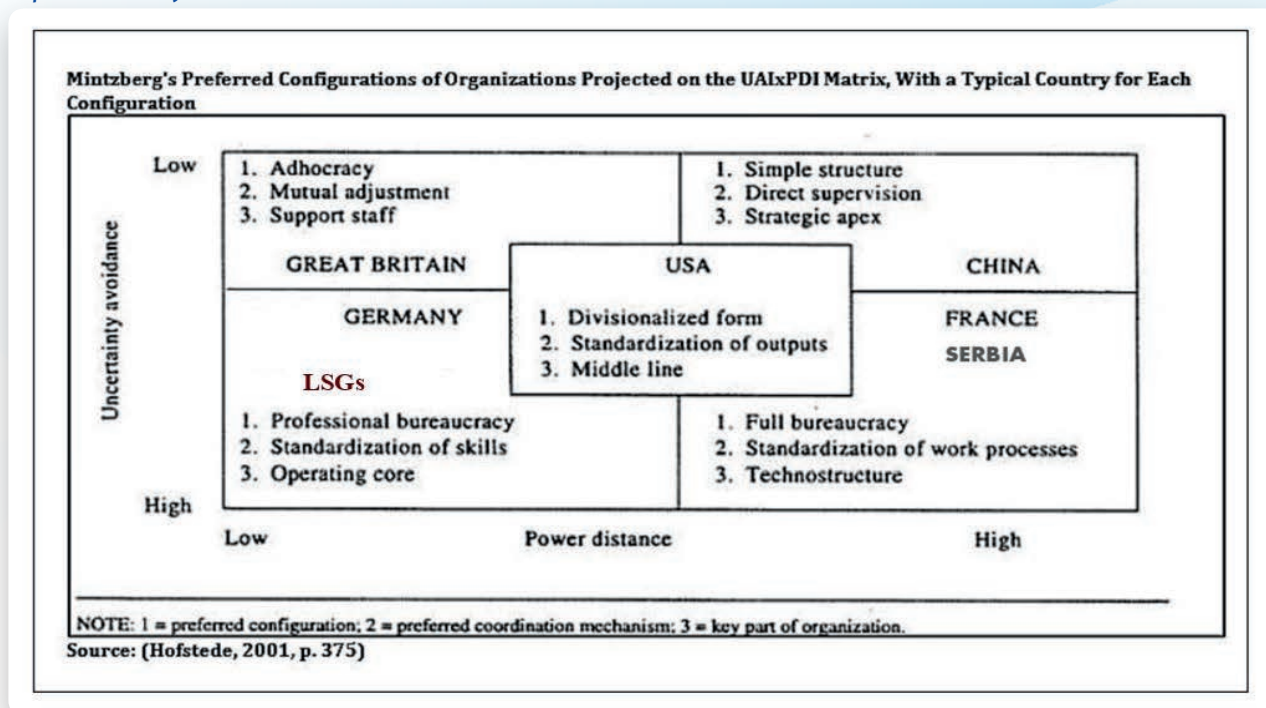 Mintzberg's Preferred Configurations of Organizations Projected on the UAIxPDI Matrix, With a Typical Country for Each
Configuration
Low
1. Adhocracy
2. Mutual adjustment
3. Support staff
GREAT BRITAIN
1. Simple structure
2. Direct supervision
3. Strategic apex
CHINA
USA
1. Divisionalized form
2. Standardization of outputs
3. Middle line
Uncertainty avoidance
GERMANY
LSGs
1. Professional bureaucracy
2. Standardization of skills
3. Operating core
FRANCE
SERBIA
1. Full bureaucracy
2. Standardization of work processes
3. Technostructure
High
Low
Power distance
High
NOTE: 1 = preferred configuration; 2 = preferred coordination mechanism; 3 = key part of organization.
Source: (Hofstede, 2001, p. 375)